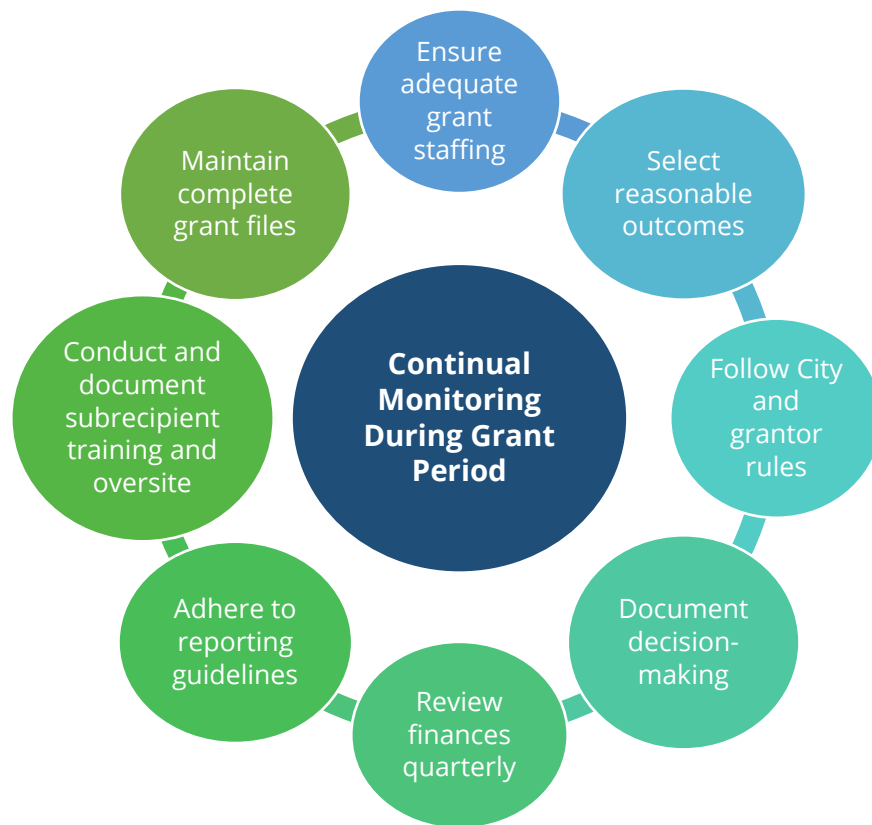 Ensure
adequate
grant
staffing
Select
reasonable
outcomes
Follow City
and
grantor
rules
Document
decision-
making
Review
finances
quarterly
Adhere to
reporting
guidelines
Conduct and
document
subrecipient
training and
oversite
Maintain
complete
grant files
Continual
Monitoring
During Grant
Period